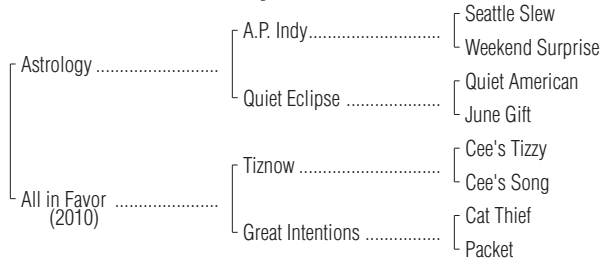 Seattle Slew
A.P. Indy..............................
Weekend Surprise
Astrology ............................
Quiet American
Quiet Eclipse .....................
June Gift
Cee's Tizzy
Tiznow ................................
Cee's Song
All in Favor .......................
(2010)
Cat Thief
Great Intentions .................
Packet